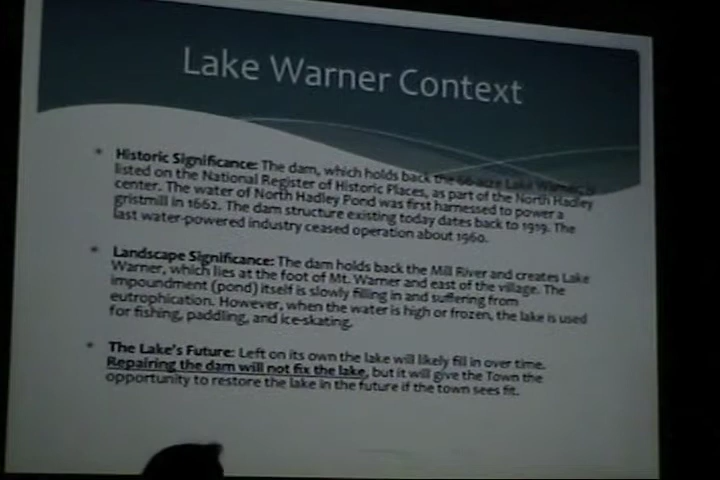 Lake Warner Context
• Historic Significance: The dam, which holds back the 68-acre Lake Warner, is
listed on the National Register of Historic Places, as part of the North Hadley
center. The water of North Hadley Pond was first harnessed to power a
gristmill in 1662. The dam structure existing today dates back to 1919. The
last water-powered industry ceased operation about 1960.
• Landscape Significance: The dam holds back the Mill River and creates Lake
Warner, which lies at the foot of Mt. Warner and east of the village. The
impoundment (pond) itself is slowly filling in and suffering from
eutrophication. However, when the water is high or frozen, the lake is used
for fishing, paddling, and ice-skating.
• The Lake's Future: Left on its own the lake will likely fill in over time.
Repairing the dam will not fix the lake, but it will give the Town the
opportunity to restore the lake in the future if the town sees fit.